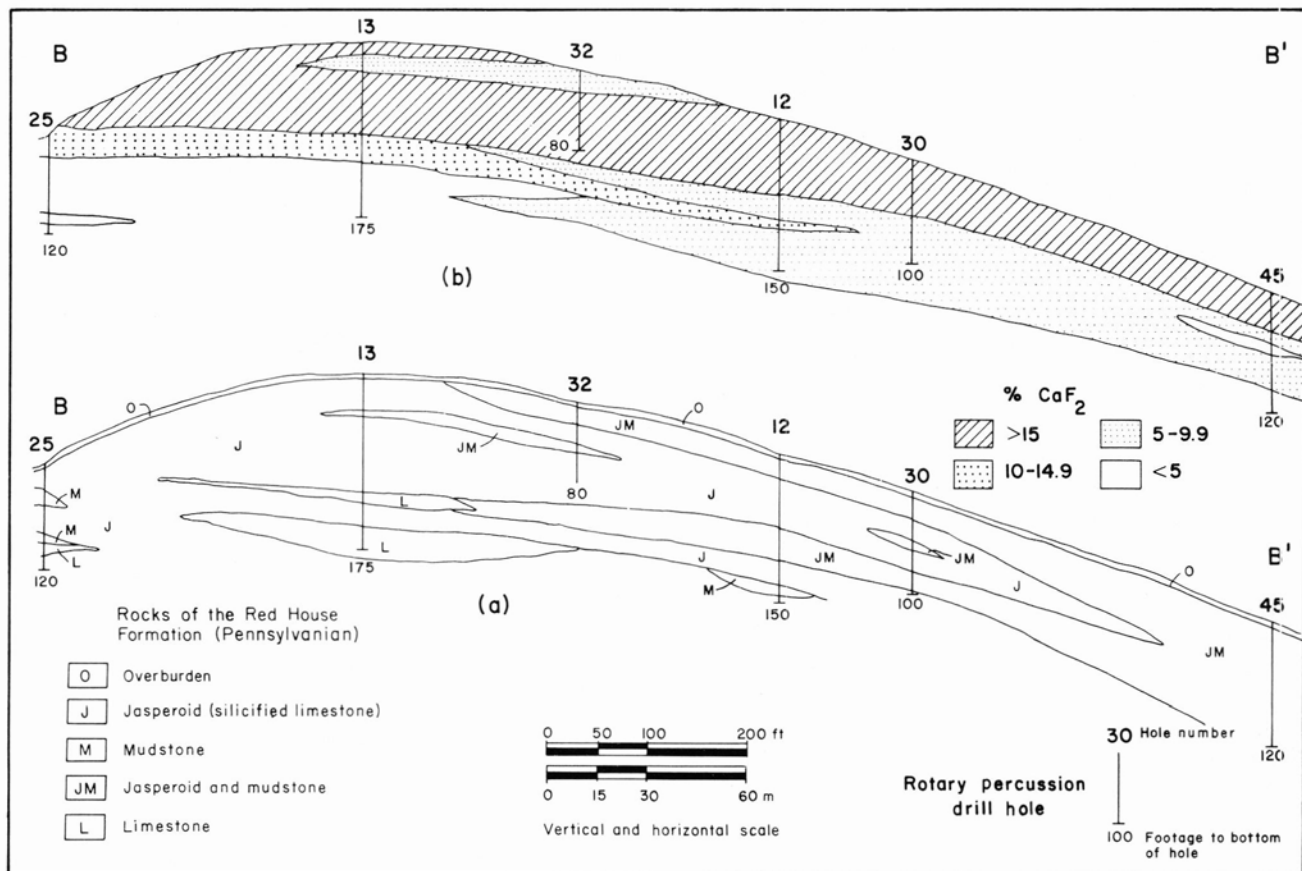 B
13
32
B'
12
25
30
80
45
120
175
(b)
100
150
120
% CaF2
>15
5-9.9
10-14.9
<5
13
B
O
32
O
25
JM
12
J
JM
M
30
80
J
L
J
M
L
JM
JM
B'
L
J
J
O
120
175
M
150
100
45
(a)
JM
120
Rocks of the Red House
Formation (Pennsylvanian)
O Overburden
J Jasperoid (silicified limestone)
M Mudstone
JM Jasperoid and mudstone
L Limestone
0 50 100 200 ft
0 15 30 60 m
Vertical and horizontal scale
Rotary percussion
drill hole
30 Hole number
100 Footage to bottom
of hole